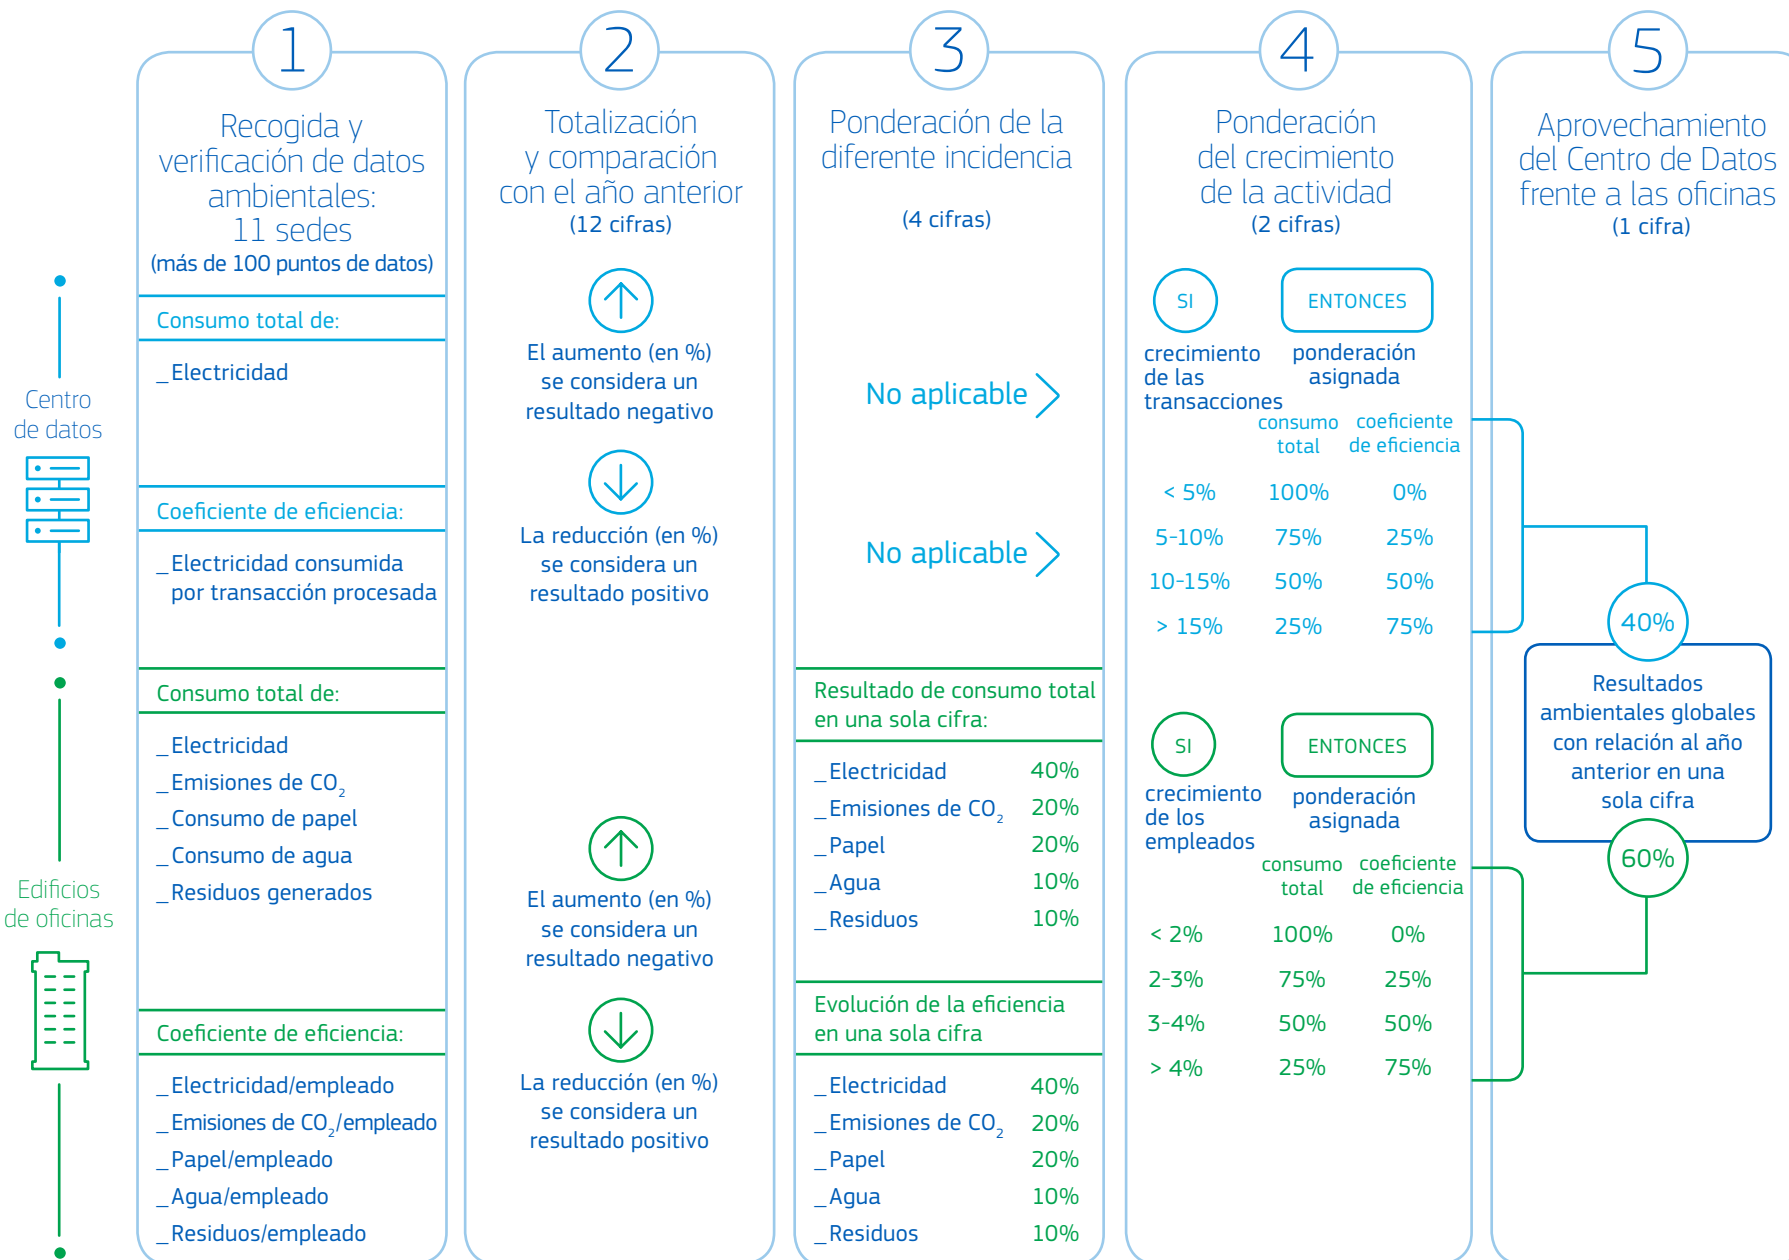 1
Recogida y
verificación de datos
ambientales:
11 sedes
(más de 100 puntos de datos)
Consumo total de:
_Electricidad
Coeficiente de eficiencia:
_Electricidad consumida
por transacción procesada
Consumo total de:
_Electricidad
_Emisiones de CO₂
_Consumo de papel
_Consumo de agua
_Residuos generados
Coeficiente de eficiencia:
_Electricidad/empleado
_Emisiones de CO₂/empleado
_Papel/empleado
_Agua/empleado
_Residuos/empleado
Centro
de datos
Edificios
de oficinas
2
Totalización
y comparación
con el año anterior
(12 cifras)
El aumento (en %)
se considera un
resultado negativo
La reducción (en %)
se considera un
resultado positivo
El aumento (en %)
se considera un
resultado negativo
La reducción (en %)
se considera un
resultado positivo
3
Ponderación de la
diferente incidencia
(4 cifras)
No aplicable
No aplicable
Resultado de consumo total
en una sola cifra:
_Electricidad 40%
_Emisiones de CO₂ 20%
_Papel 20%
_Agua 10%
_Residuos 10%
Evolución de la eficiencia
en una sola cifra
_Electricidad 40%
_Emisiones de CO₂ 20%
_Papel 20%
_Agua 10%
_Residuos 10%
4
Ponderación
del crecimiento
de la actividad
(2 cifras)
SI ENTONCES
crecimiento
de las
transacciones
ponderación
asignada
consumo
total
coeficiente
de eficiencia
< 5% 100% 0%
5-10% 75% 25%
10-15% 50% 50%
> 15% 25% 75%
SI ENTONCES
crecimiento
de los
empleados
ponderación
asignada
consumo
total
coeficiente
de eficiencia
< 2% 100% 0%
2-3% 75% 25%
3-4% 50% 50%
> 4% 25% 75%
5
Aprovechamiento
del Centro de Datos
frente a las oficinas
(1 cifra)
40%
Resultados
ambientales globales
con relación al año
anterior en una
sola cifra
60%